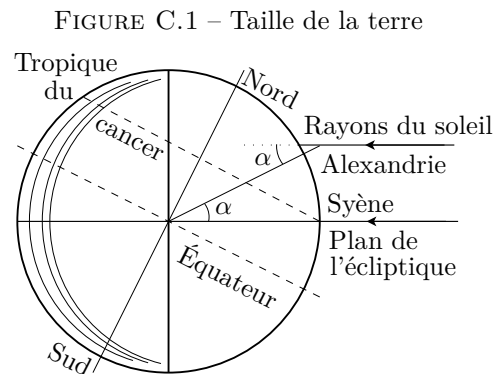 FIGURE C.1 – Taille de la terre
Tropique
du
cancer
Nord
Rayons du soleil
α
Alexandrie
α
Syène
Plan de
l'écliptique
Équateur
Sud